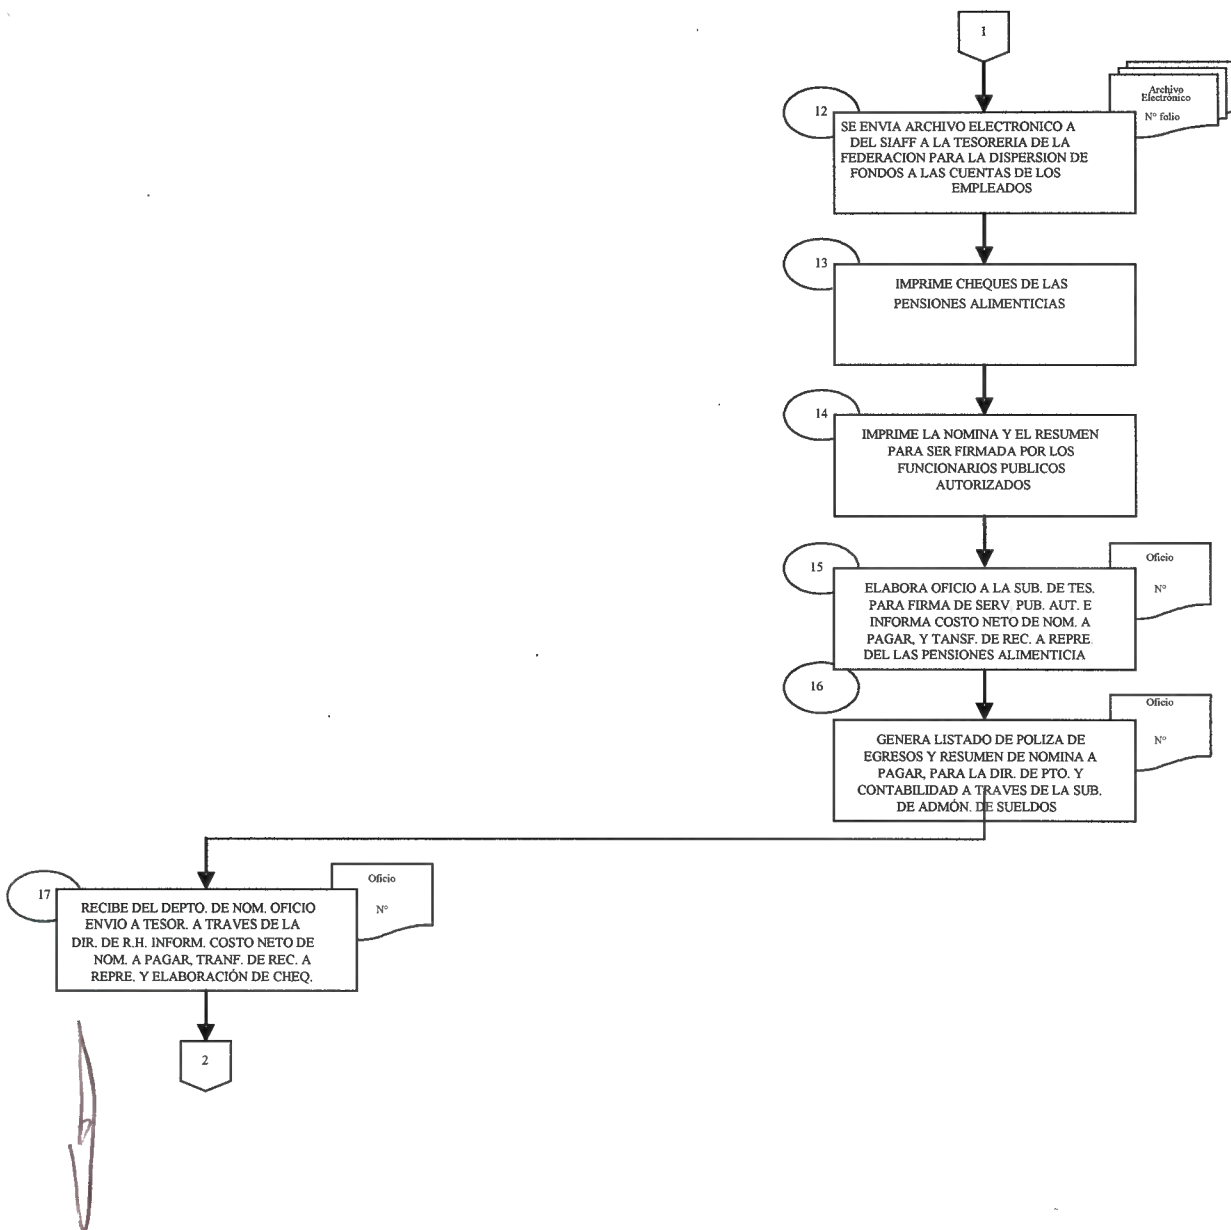 1
Archivo
Electrónico
N° folio
12
SE ENVIA ARCHIVO ELECTRONICO A
DEL SIAFF A LA TESORERIA DE LA
FEDERACION PARA LA DISPERSION DE
FONDOS A LAS CUENTAS DE LOS
EMPLEADOS
13
IMPRIME CHEQUES DE LAS
PENSIONES ALIMENTICIAS
14
IMPRIME LA NOMINA Y EL RESUMEN
PARA SER FIRMADA POR LOS
FUNCIONARIOS PUBLICOS
AUTORIZADOS
15
Oficio
N°
ELABORA OFICIO A LA SUB. DE TES.
PARA FIRMA DE SERV. PUB. AUT. E
INFORMA COSTO NETO DE NOM. A
PAGAR, Y TANSF. DE REC. A REPRE.
DEL LAS PENSIONES ALIMENTICIA
16
Oficio
N°
GENERA LISTADO DE POLIZA DE
EGRESOS Y RESUMEN DE NOMINA A
PAGAR, PARA LA DIR. DE PTO. Y
CONTABILIDAD A TRAVES DE LA SUB.
DE ADMÓN. DE SUELDOS
17
Oficio
N°
RECIBE DEL DEPTO. DE NOM. OFICIO
ENVIO A TESOR. A TRAVES DE LA
DIR. DE R.H. INFORM. COSTO NETO DE
NOM. A PAGAR, TRANF. DE REC. A
REPRE. Y ELABORACIÓN DE CHEQ.
2